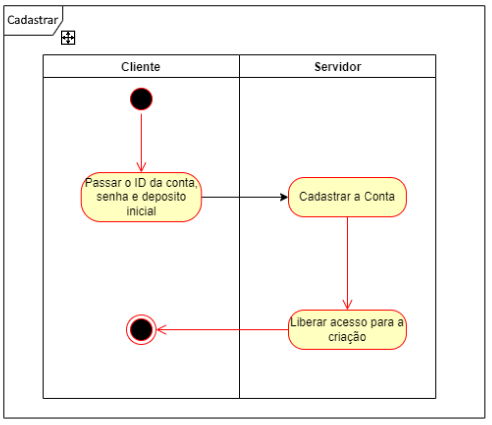 Cadastrar
Cliente
Servidor
Passar o ID da conta,
senha e deposito
inicial
Cadastrar a Conta
Liberar acesso para a
criação